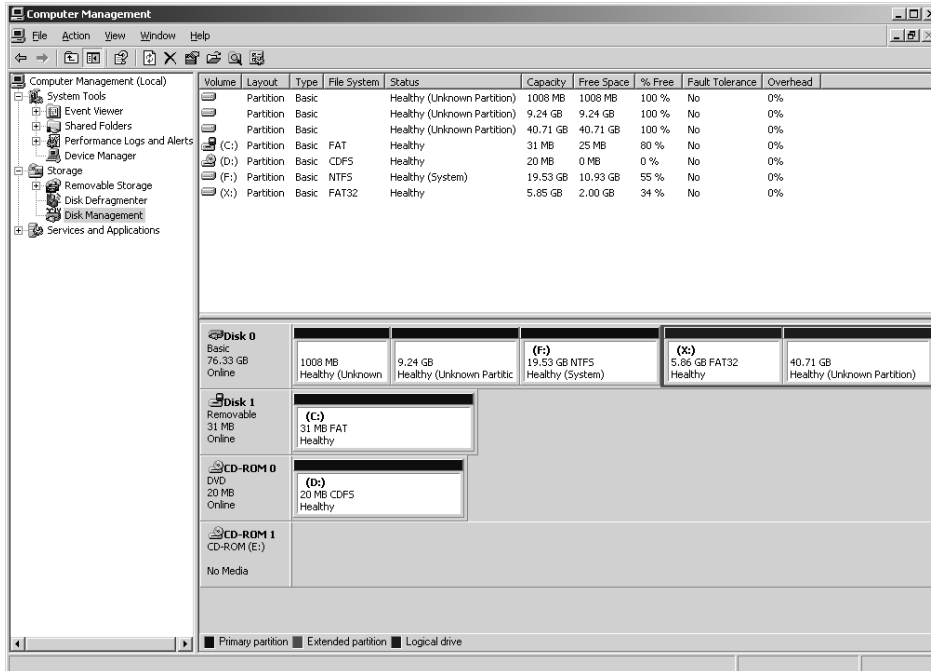 Computer Management
File Action View Window Help
Computer Management (Local)
System Tools
Event Viewer
Shared Folders
Performance Logs and Alerts
Device Manager
Storage
Removable Storage
Disk Defragmenter
Disk Management
Services and Applications
Volume Layout Type File System Status Capacity Free Space % Free Fault Tolerance Overhead
Partition Basic Healthy (Unknown Partition) 1008 MB 1008 MB 100 % No 0%
Partition Basic Healthy (Unknown Partition) 9.24 GB 9.24 GB 100 % No 0%
Partition Basic Healthy (Unknown Partition) 40.71 GB 40.71 GB 100 % No 0%
(C:) Partition Basic FAT Healthy 31 MB 25 MB 80 % No 0%
(D:) Partition Basic CDFS Healthy 20 MB 0 MB 0 % No 0%
(F:) Partition Basic NTFS Healthy (System) 19.53 GB 10.93 GB 55 % No 0%
(X:) Partition Basic FAT32 Healthy 5.85 GB 2.00 GB 34 % No 0%
Disk 0
Basic
76.33 GB
Online
1008 MB
Healthy (Unknown
9.24 GB
Healthy (Unknown Partitic
(F:)
19.53 GB NTFS
Healthy (System)
(X:)
5.86 GB FAT32
Healthy
40.71 GB
Healthy (Unknown Partition)
Disk 1
Removable
31 MB
Online
(C:)
31 MB FAT
Healthy
CD-ROM 0
DVD
20 MB
Online
(D:)
20 MB CDFS
Healthy
CD-ROM 1
CD-ROM (E:)
No Media
Primary partition Extended partition Logical drive